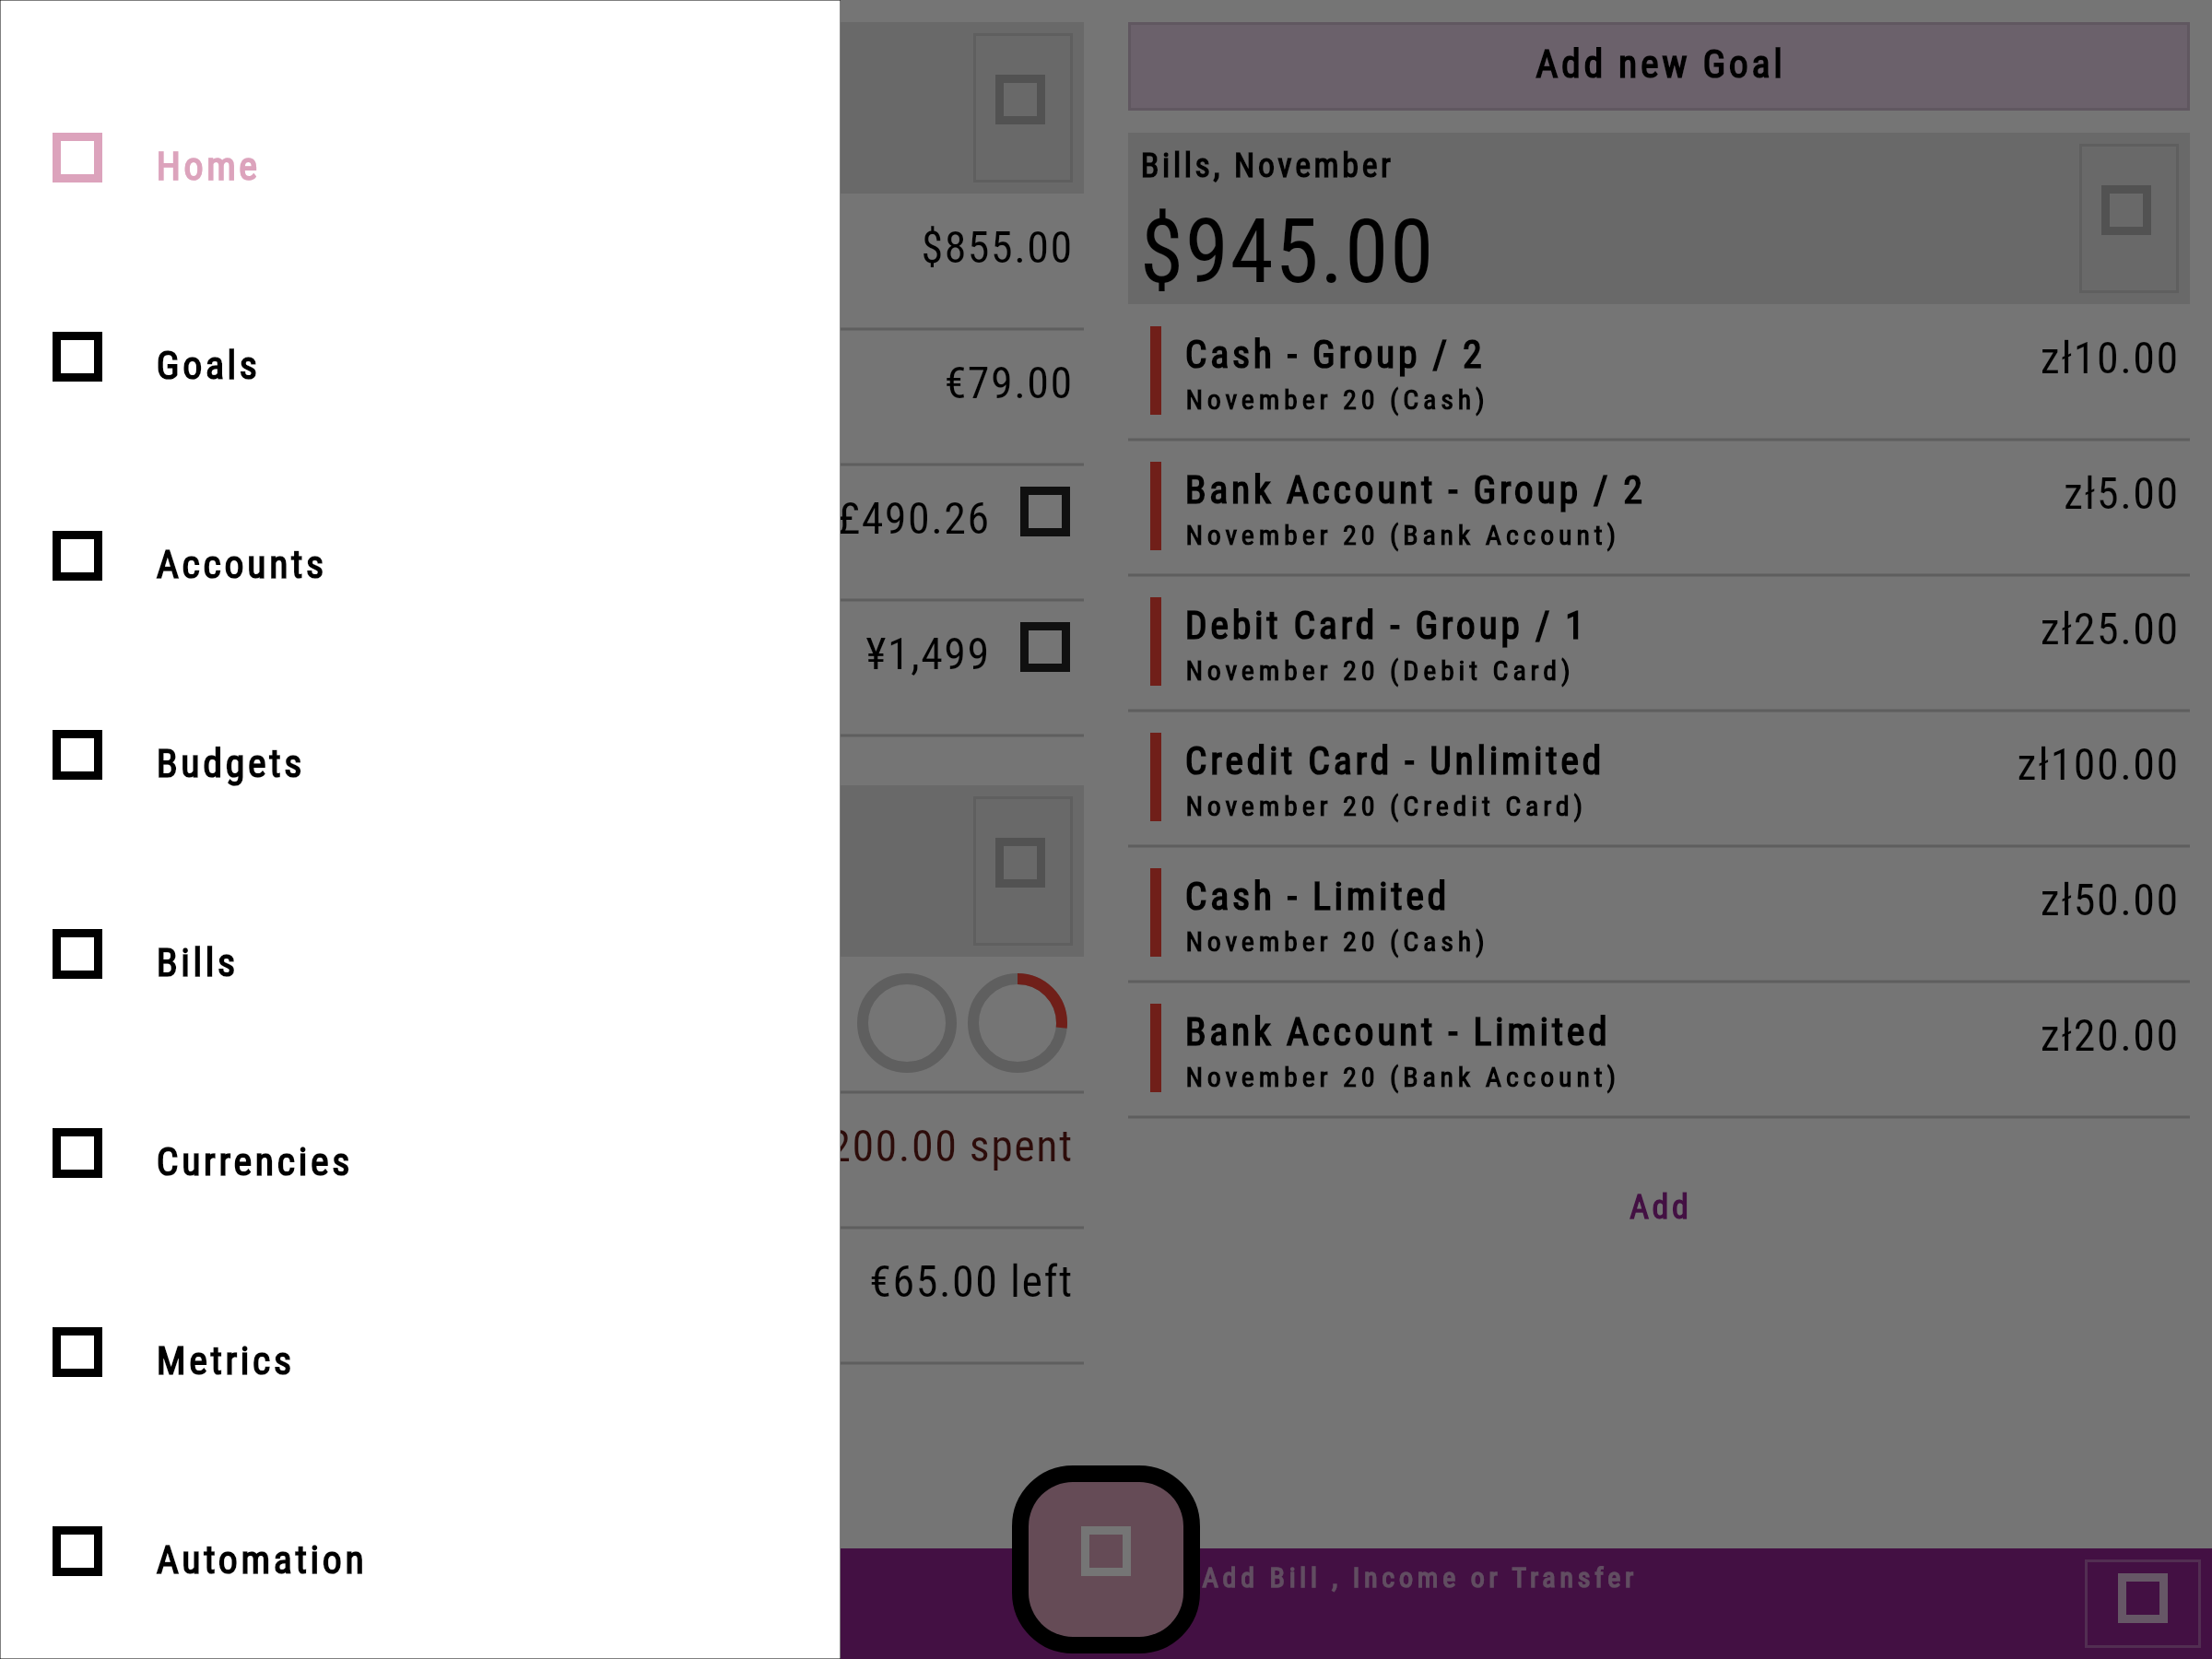 Home
Goals
Accounts
Budgets
Bills
Currencies
Metrics
Automation
$855.00
€79.00
£490.26
¥1,499
200.00 spent
€65.00 left
Add new Goal
Bills, November
$945.00
Cash - Group / 2
zł10.00
November 20 (Cash)
Bank Account - Group / 2
zł5.00
November 20 (Bank Account)
Debit Card - Group / 1
zł25.00
November 20 (Debit Card)
Credit Card - Unlimited
zł100.00
November 20 (Credit Card)
Cash - Limited
zł50.00
November 20 (Cash)
Bank Account - Limited
zł20.00
November 20 (Bank Account)
Add
Add Bill , Income or Transfer